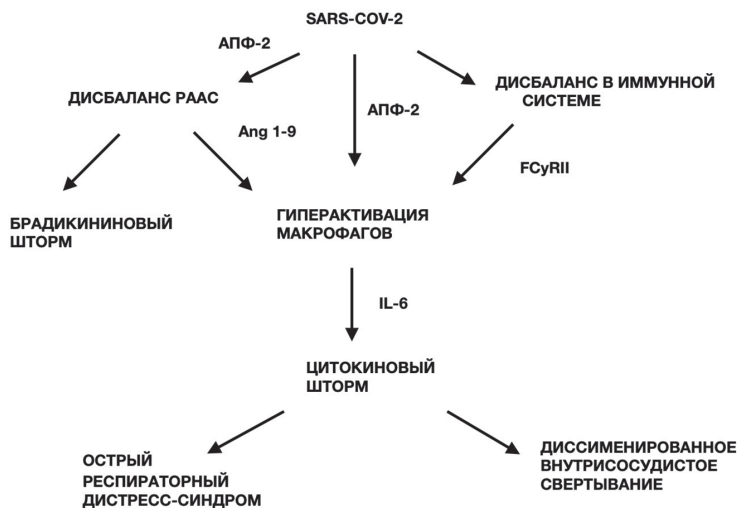 SARS-COV-2
АПФ-2
ДИСБАЛАНС РААС
АПФ-2
ДИСБАЛАНС В ИММУННОЙ
СИСТЕМЕ
Ang 1-9
FCyRII
БРАДИКИНИНОВЫЙ
ШТОРМ
ГИПЕРАКТИВАЦИЯ
МАКРОФАГОВ
IL-6
ЦИТОКИНОВЫЙ
ШТОРМ
ОСТРЫЙ
РЕСПИРАТОРНЫЙ
ДИСТРЕСС-СИНДРОМ
ДИССИМЕНИРОВАННОЕ
ВНУТРИСОСУДИСТОЕ
СВЕРТЫВАНИЕ